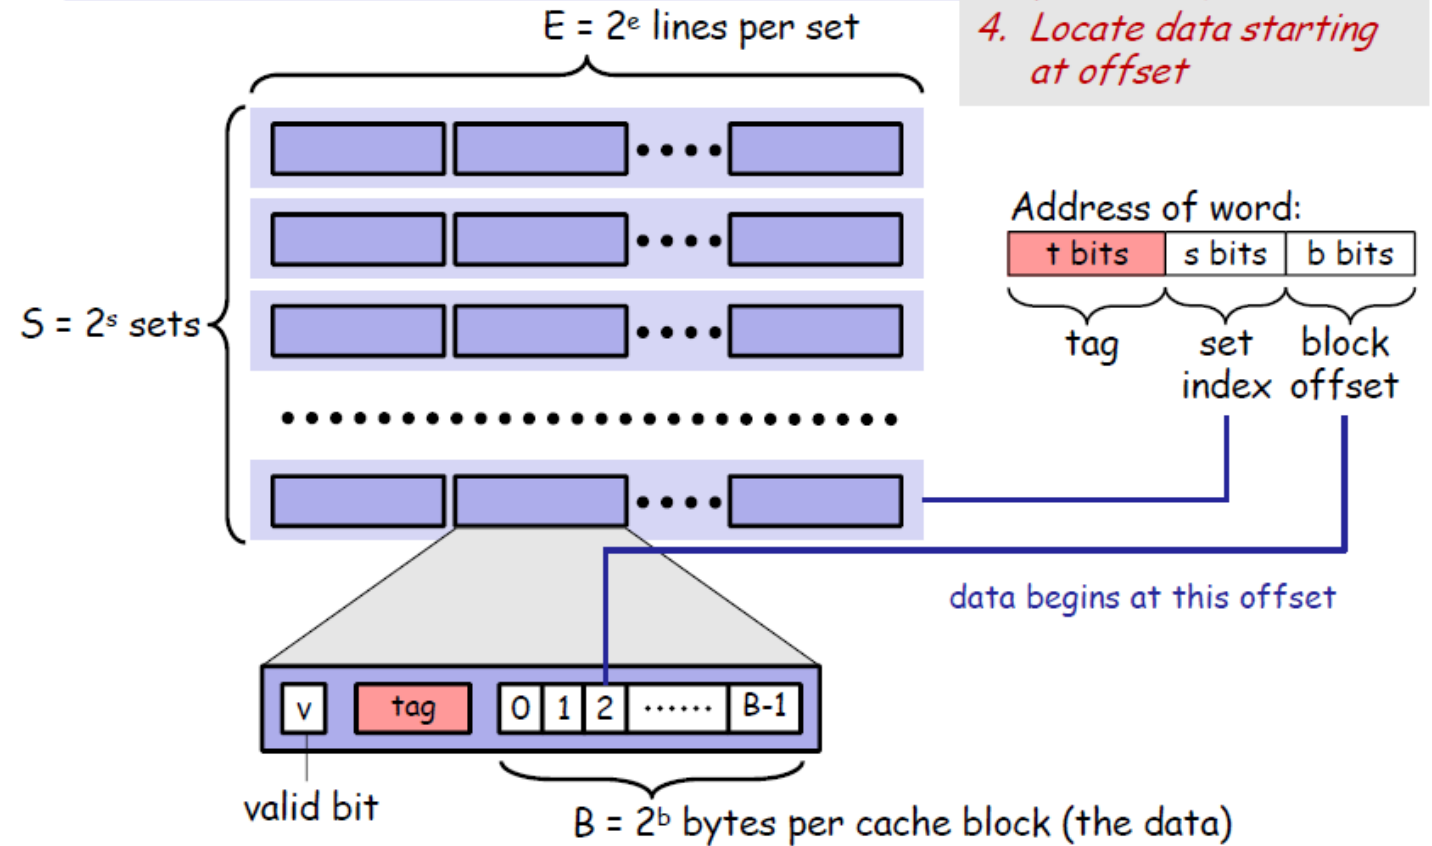 E = 2ᵉ lines per set
4. Locate data starting
at offset
Address of word:
t bits s bits b bits
S = 2ˢ sets
tag set block
index offset
data begins at this offset
v tag 0 1 2 ······ B-1
valid bit
B = 2ᵇ bytes per cache block (the data)